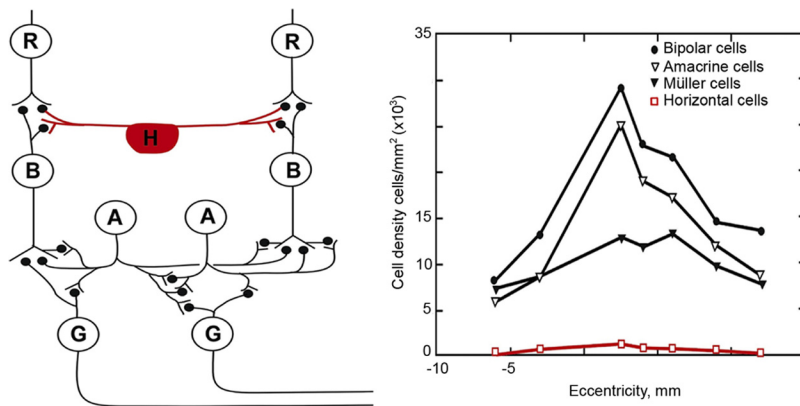 R
R
H
B
B
A
A
G
G
35
15
10
5
0
-10
-5
Cell density cells/mm² (x10³)
Eccentricity, mm
Bipolar cells
Amacrine cells
Müller cells
Horizontal cells